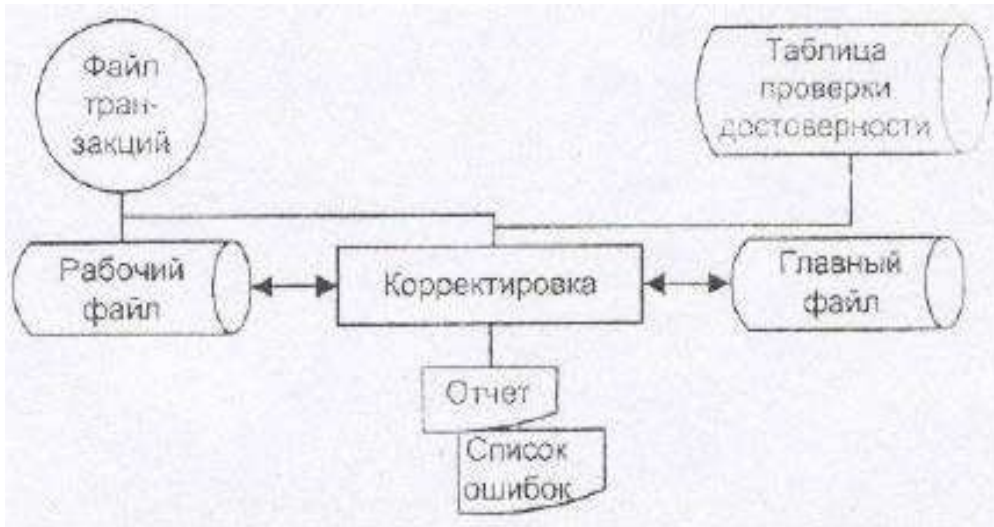 Файл
тран-
закций
Таблица
проверки
достоверности
Рабочий
файл
Корректировка
Главный
файл
Отчет
Список
ошибок